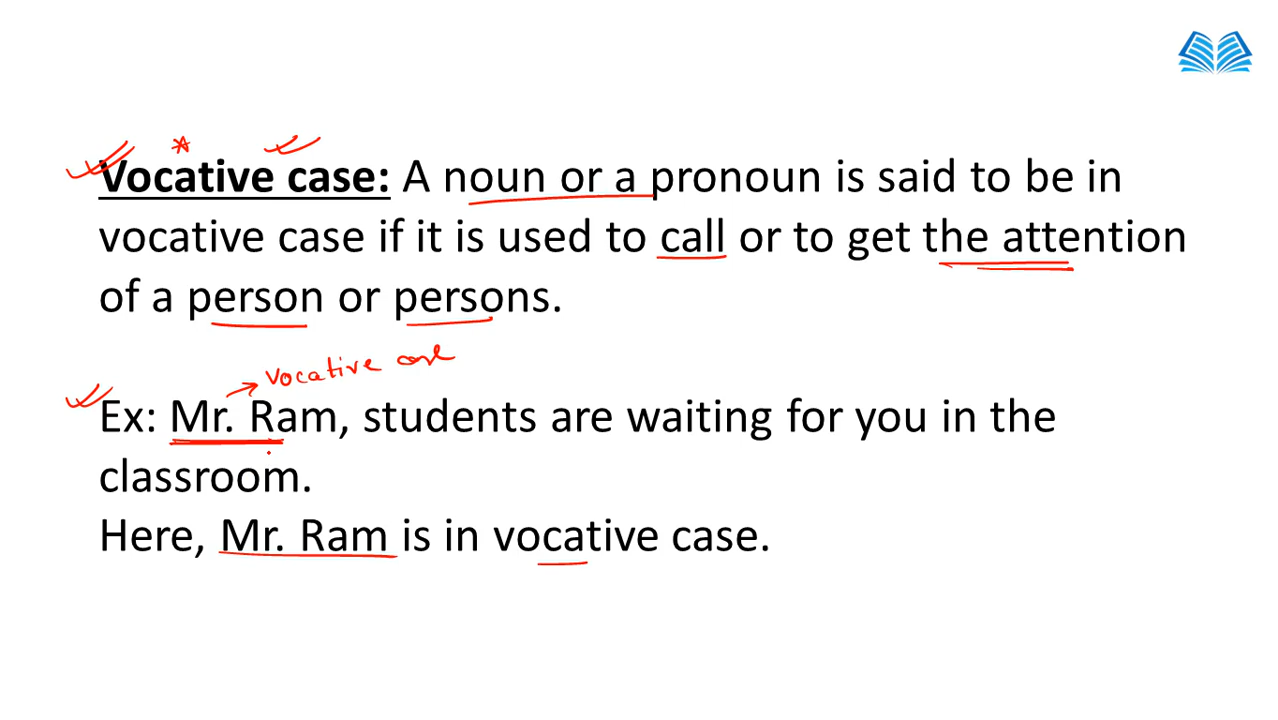 Vocative case: A noun or a pronoun is said to be in
vocative case if it is used to call or to get the attention
of a person or persons.
vocative case
Ex: Mr. Ram, students are waiting for you in the
classroom.
Here, Mr. Ram is in vocative case.